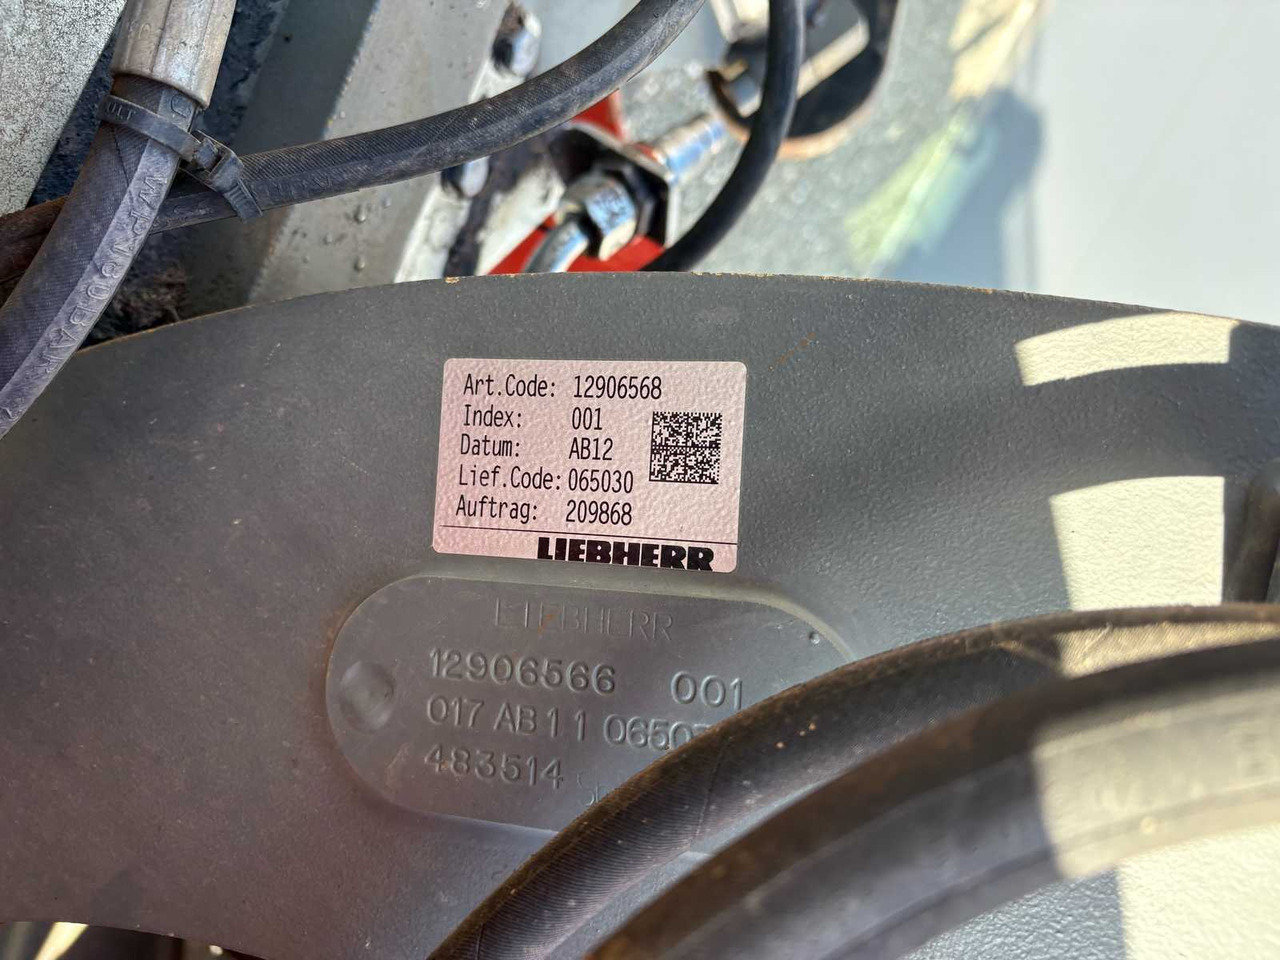 Art.Code: 12906568
Index: 001
Datum: AB12
Lief.Code: 065030
Auftrag: 209868
LIEBHERR
LIEBHERR
12906566 001
017 AB11
483514